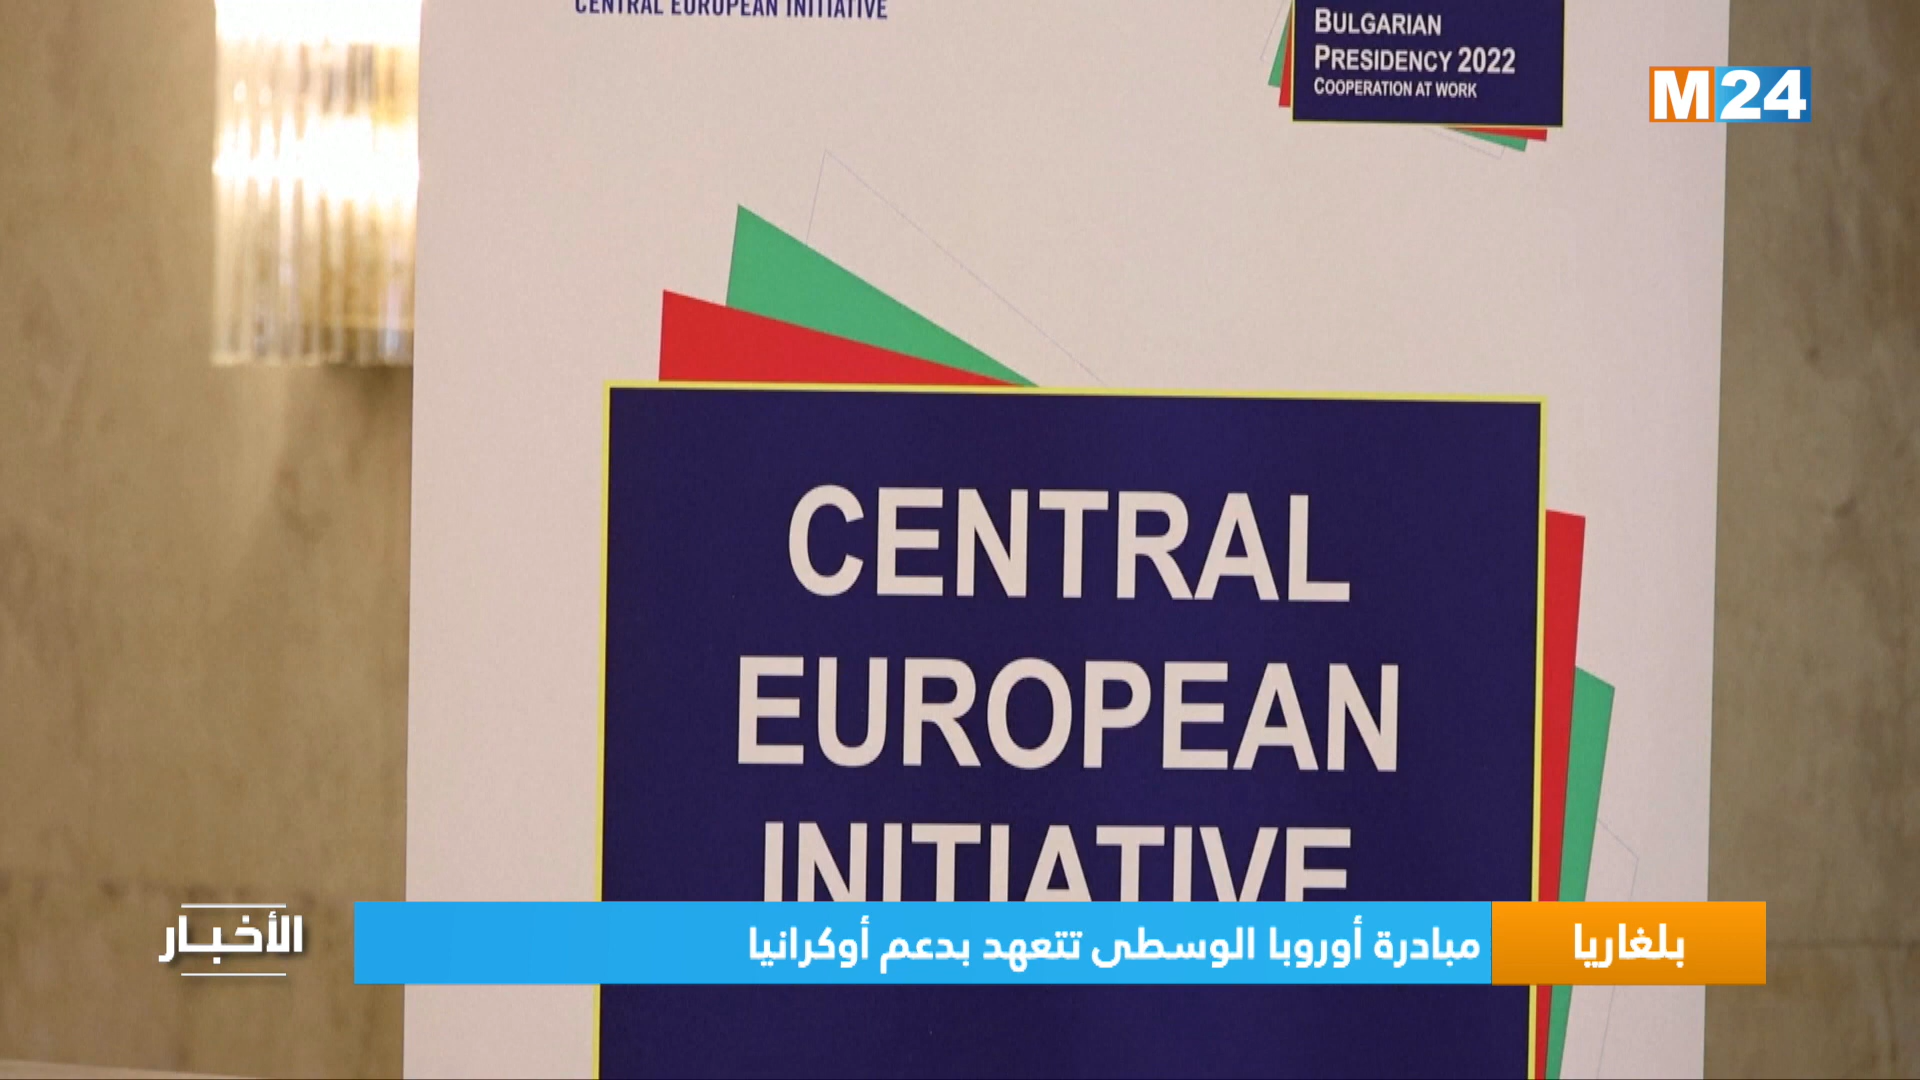 CENTRAL EUROPEAN INITIATIVE
BULGARIAN
PRESIDENCY 2022
COOPERATION AT WORK
M24
CENTRAL
EUROPEAN
INITIATIVE
بلغاريا
مبادرة أوروبا الوسطى تتعهد بدعم أوكرانيا
الأخبـار